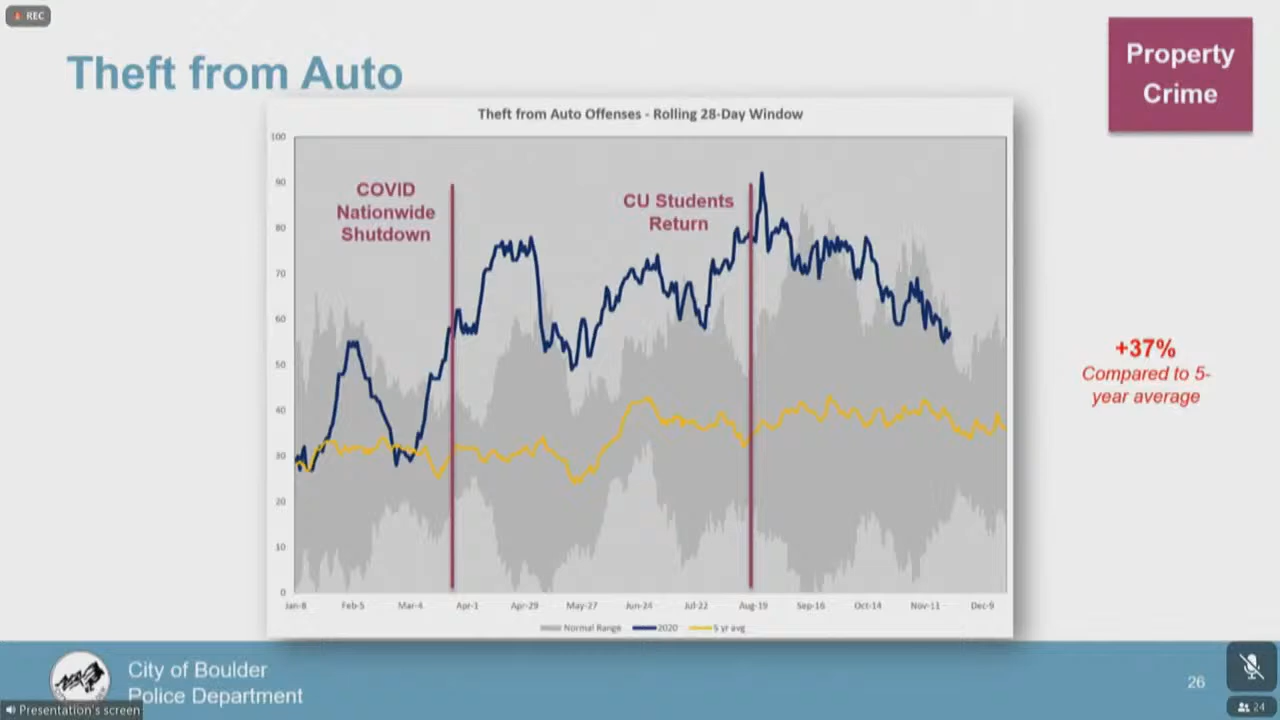 REC
Theft from Auto
Property
Crime
Theft from Auto Offenses - Rolling 28-Day Window
100
90
80
70
60
50
40
30
20
10
0
COVID
Nationwide
Shutdown
CU Students
Return
Jan-8 Feb-5 Mar-4 Apr-1 Apr-29 May-27 Jun-24 Jul-22 Aug-19 Sep-16 Oct-14 Nov-11 Dec-9
Normal Range 2020 5 yr avg
+37%
Compared to 5-
year average
City of Boulder
Police Department
26
Presentation's screen
24